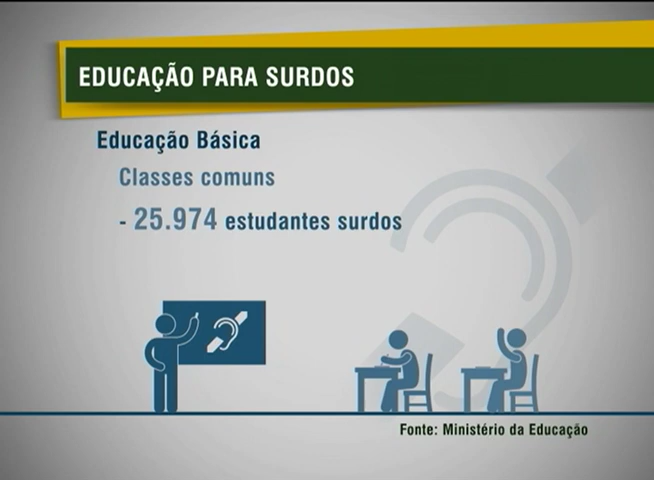 EDUCAÇÃO PARA SURDOS
Educação Básica
Classes comuns
- 25.974 estudantes surdos
Fonte: Ministério da Educação